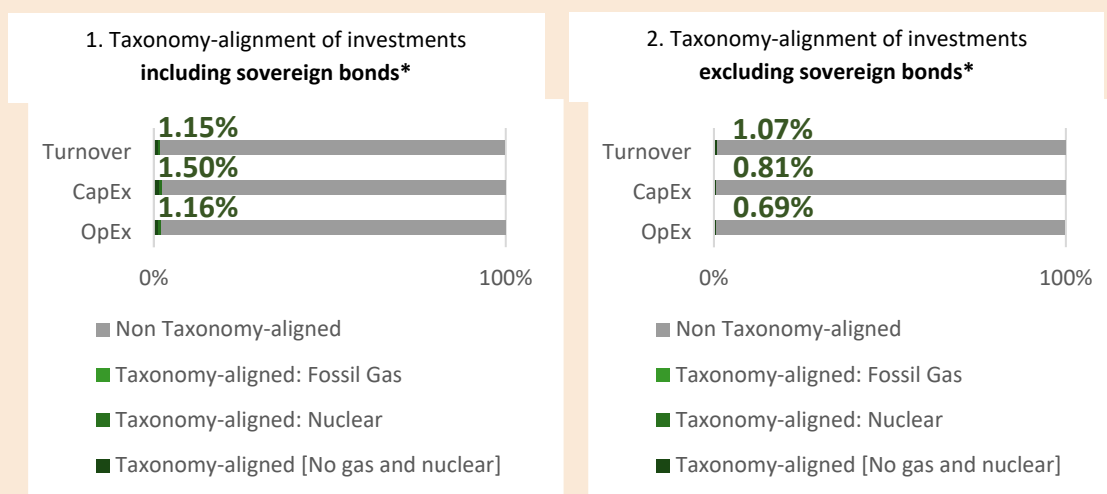 1. Taxonomy-alignment of investments
including sovereign bonds*
1.15%
Turnover
1.50%
CapEx
1.16%
OpEx
0%
100%
Non Taxonomy-aligned
Taxonomy-aligned: Fossil Gas
Taxonomy-aligned: Nuclear
Taxonomy-aligned [No gas and nuclear]
2. Taxonomy-alignment of investments
excluding sovereign bonds*
1.07%
Turnover
0.81%
CapEx
0.69%
OpEx
0%
100%
Non Taxonomy-aligned
Taxonomy-aligned: Fossil Gas
Taxonomy-aligned: Nuclear
Taxonomy-aligned [No gas and nuclear]